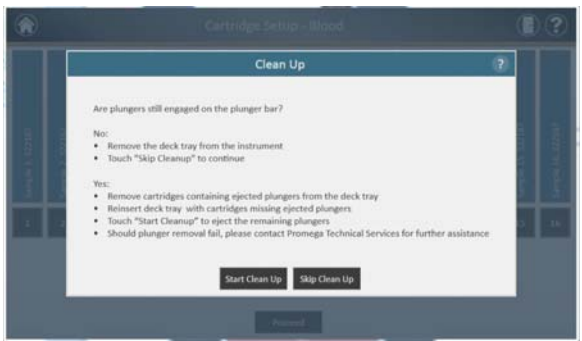 Cartridge Setup - Blood
?
Clean Up
?
Are plungers still engaged on the plunger bar?
No:
• Remove the deck tray from the instrument
• Touch "Skip Cleanup" to continue
Yes:
• Remove cartridges containing ejected plungers from the deck tray
• Reinsert deck tray with cartridges missing ejected plungers
• Touch "Start Cleanup" to eject the remaining plungers
• Should plunger removal fail, please contact Promega Technical Services for further assistance
Start Clean Up
Skip Clean Up
1
2
16
Proceed